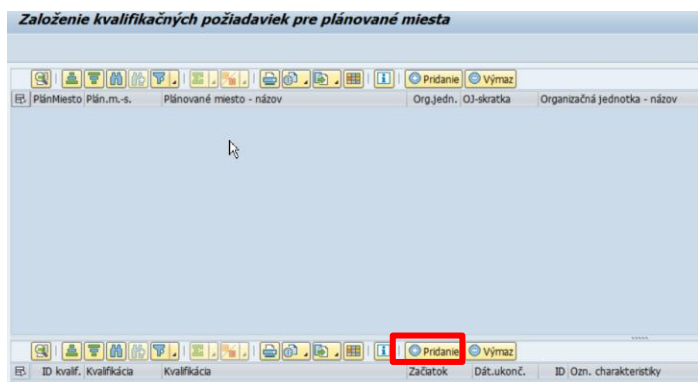 Založenie kvalifikačných požiadaviek pre plánované miesta
Pridanie Výmaz
PlánMiesto Plán.m.-s. Plánované miesto - názov Org.jedn. OJ-skratka Organizačná jednotka - názov
Pridanie Výmaz
ID kvalif. Kvalifikácia Kvalifikácia Začiatok Dát.ukonč. ID Ozn. charakteristiky